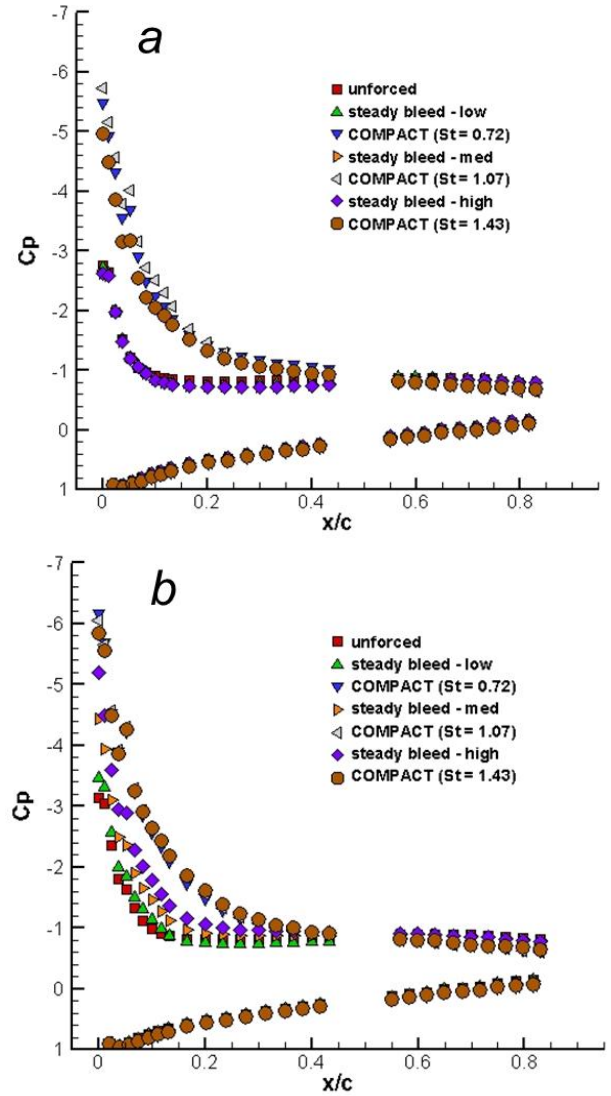 a
-7
-6
-5
-4
-3
-2
-1
0
1
Cp
unforced
steady bleed - low
COMPACT (St = 0.72)
steady bleed - med
COMPACT (St = 1.07)
steady bleed - high
COMPACT (St = 1.43)
0 0.2 0.4 0.6 0.8
x/c
b
-7
-6
-5
-4
-3
-2
-1
0
1
Cp
unforced
steady bleed - low
COMPACT (St = 0.72)
steady bleed - med
COMPACT (St = 1.07)
steady bleed - high
COMPACT (St = 1.43)
0 0.2 0.4 0.6 0.8
x/c